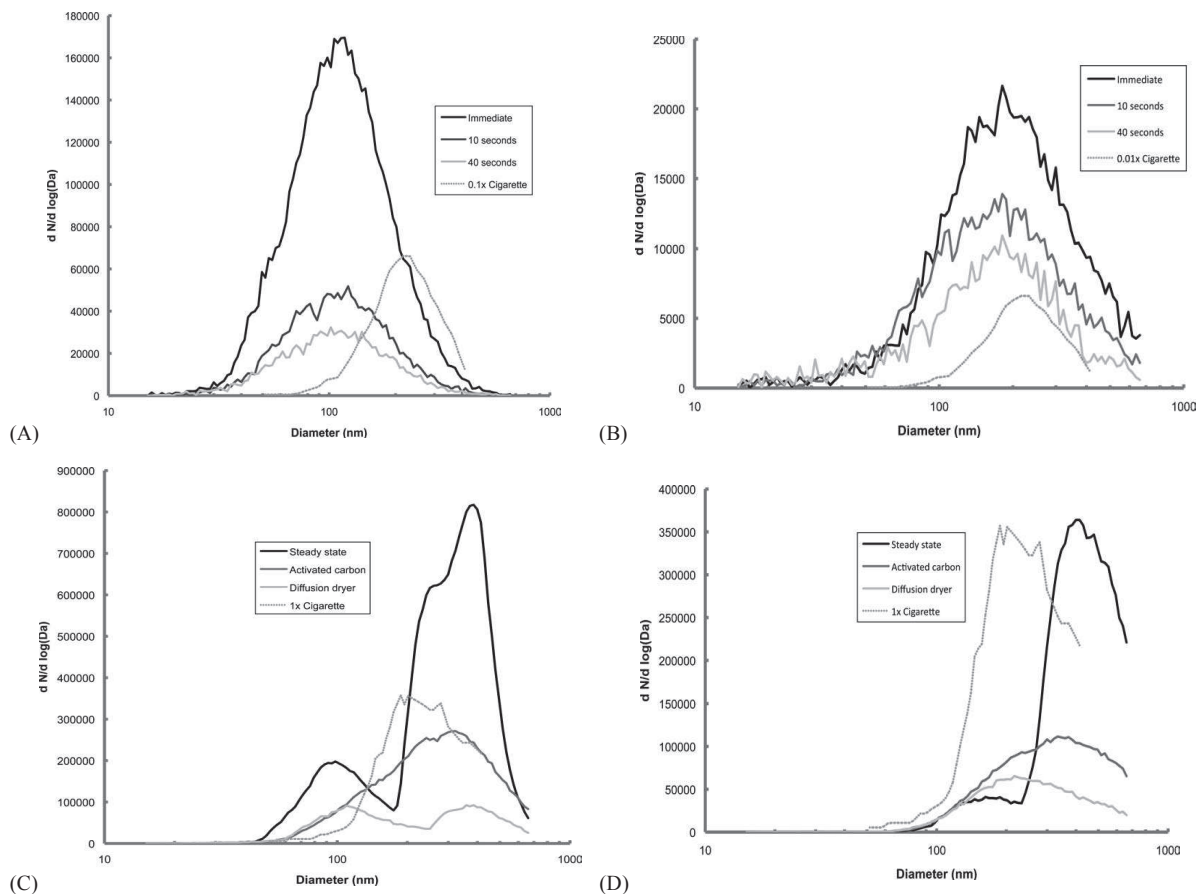 180000
160000
140000
120000
100000
80000
60000
40000
20000
0
d N/d log(Da)
Immediate
10 seconds
40 seconds
0.1x Cigarette
10
100
1000
Diameter (nm)
(A)
25000
20000
15000
10000
5000
0
d N/d log(Da)
Immediate
10 seconds
40 seconds
0.01x Cigarette
10
100
1000
Diameter (nm)
(B)
900000
800000
700000
600000
500000
400000
300000
200000
100000
0
d N/d log(Da)
Steady state
Activated carbon
Diffusion dryer
1x Cigarette
10
100
1000
Diameter (nm)
(C)
400000
350000
300000
250000
200000
150000
100000
50000
0
d N/d log(Da)
Steady state
Activated carbon
Diffusion dryer
1x Cigarette
10
100
1000
Diameter (nm)
(D)